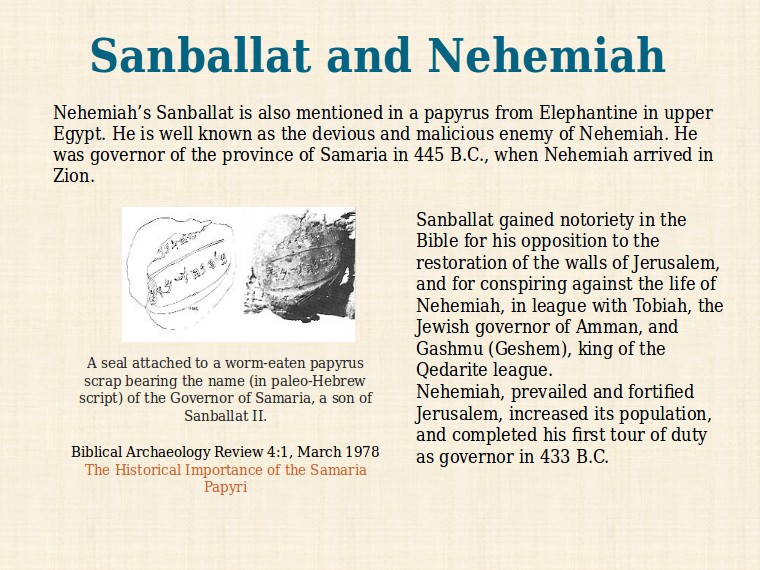 Sanballat and Nehemiah
Nehemiah’s Sanballat is also mentioned in a papyrus from Elephantine in upper
Egypt. He is well known as the devious and malicious enemy of Nehemiah. He
was governor of the province of Samaria in 445 B.C., when Nehemiah arrived in
Zion.
A seal attached to a worm-eaten papyrus
scrap bearing the name (in paleo-Hebrew
script) of the Governor of Samaria, a son of
Sanballat II.
Biblical Archaeology Review 4:1, March 1978
The Historical Importance of the Samaria
Papyri
Sanballat gained notoriety in the
Bible for his opposition to the
restoration of the walls of Jerusalem,
and for conspiring against the life of
Nehemiah, in league with Tobiah, the
Jewish governor of Amman, and
Gashmu (Geshem), king of the
Qedarite league.
Nehemiah, prevailed and fortified
Jerusalem, increased its population,
and completed his first tour of duty
as governor in 433 B.C.